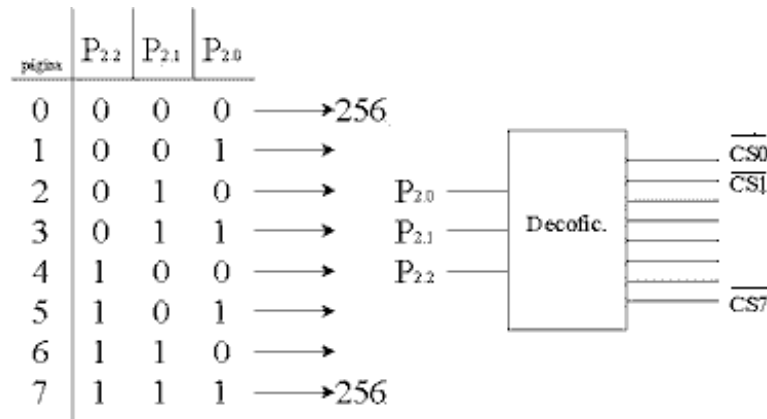 página P2.2 P2.1 P2.0
0 0 0 0 256
1 0 0 1
2 0 1 0
3 0 1 1
4 1 0 0
5 1 0 1
6 1 1 0
7 1 1 1 256
P2.0
P2.1
P2.2
Decofic.
CS0
CS1
CS7